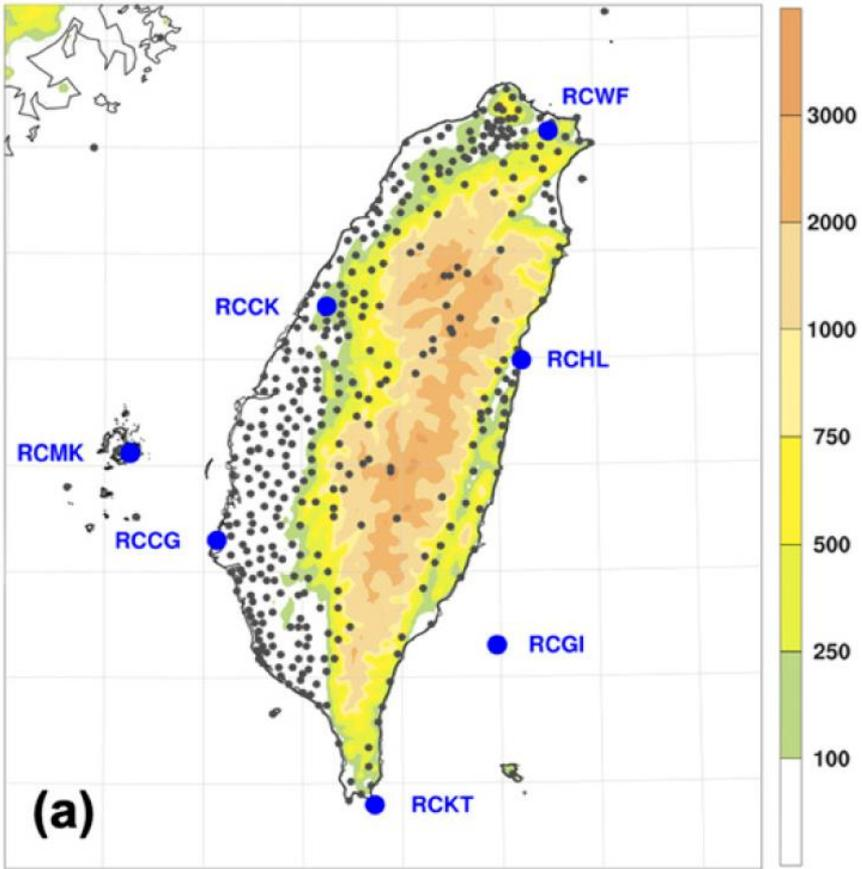 RCWF
3000
2000
RCCK
1000
RCHL
750
RCMK
500
RCCG
RCGI
250
100
(a)
RCKT